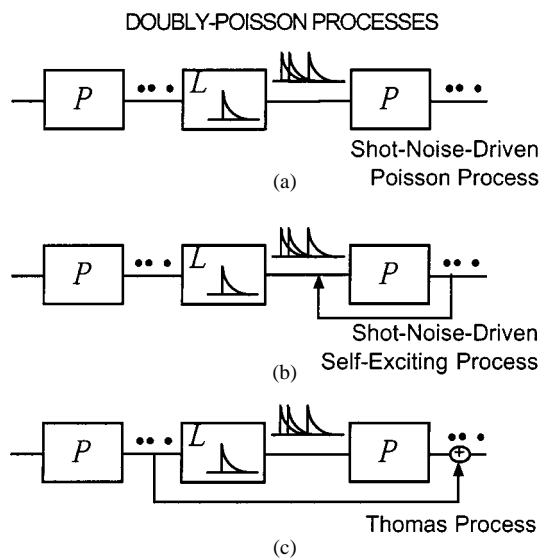 DOUBLY-POISSON PROCESSES
P L P
Shot-Noise-Driven
Poisson Process
(a)
P L P
Shot-Noise-Driven
Self-Exciting Process
(b)
P L P +
Thomas Process
(c)